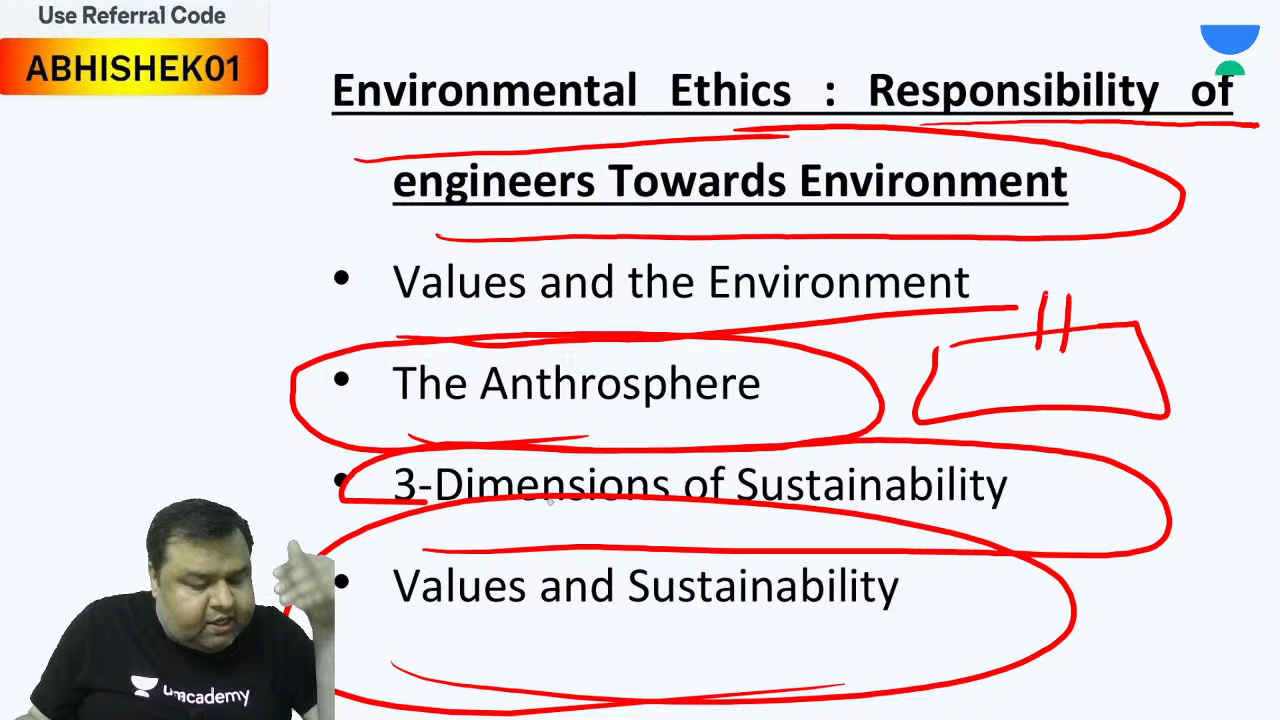 Use Referral Code
ABHISHEK01
Environmental Ethics : Responsibility of
engineers Towards Environment
• Values and the Environment
• The Anthrosphere
• 3-Dimensions of Sustainability
• Values and Sustainability
unacademy